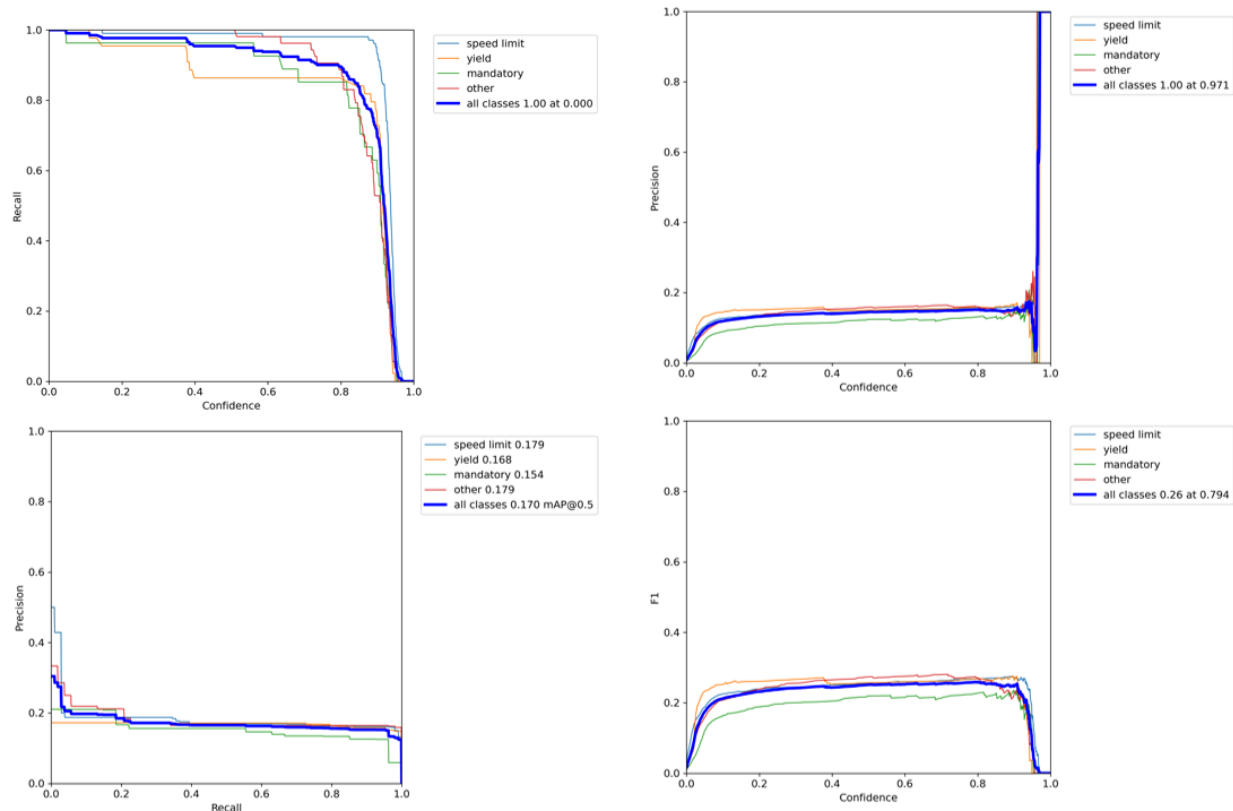 1.0
0.8
0.6
0.4
0.2
0.0
Recall
0.0 0.2 0.4 0.6 0.8 1.0
Confidence
speed limit
yield
mandatory
other
all classes 1.00 at 0.000
1.0
0.8
0.6
0.4
0.2
0.0
Precision
0.0 0.2 0.4 0.6 0.8 1.0
Confidence
speed limit
yield
mandatory
other
all classes 1.00 at 0.971
1.0
0.8
0.6
0.4
0.2
0.0
Precision
0.0 0.2 0.4 0.6 0.8 1.0
Recall
speed limit 0.179
yield 0.168
mandatory 0.154
other 0.179
all classes 0.170 mAP@0.5
1.0
0.8
0.6
0.4
0.2
0.0
F1
0.0 0.2 0.4 0.6 0.8 1.0
Confidence
speed limit
yield
mandatory
other
all classes 0.26 at 0.794